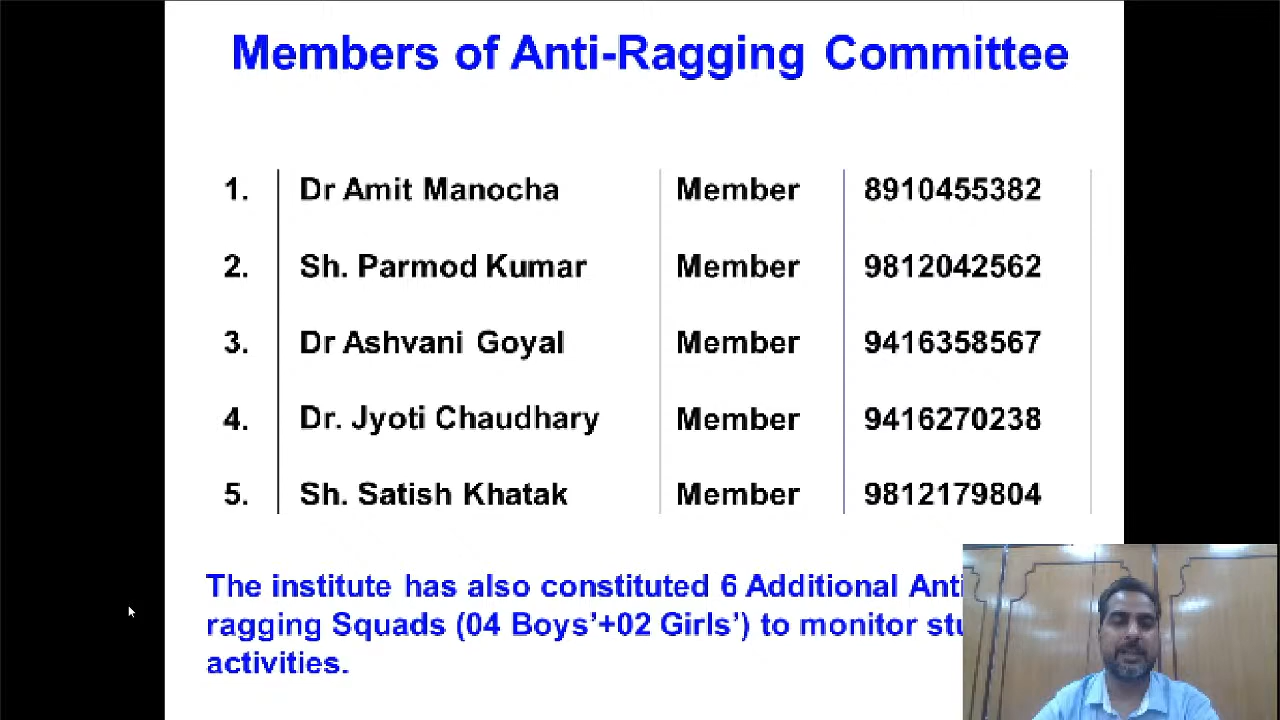 Members of Anti-Ragging Committee
1. Dr Amit Manocha Member 8910455382
2. Sh. Parmod Kumar Member 9812042562
3. Dr Ashvani Goyal Member 9416358567
4. Dr. Jyoti Chaudhary Member 9416270238
5. Sh. Satish Khatak Member 9812179804
The institute has also constituted 6 Additional Anti
ragging Squads (04 Boys’+02 Girls’) to monitor
activities.